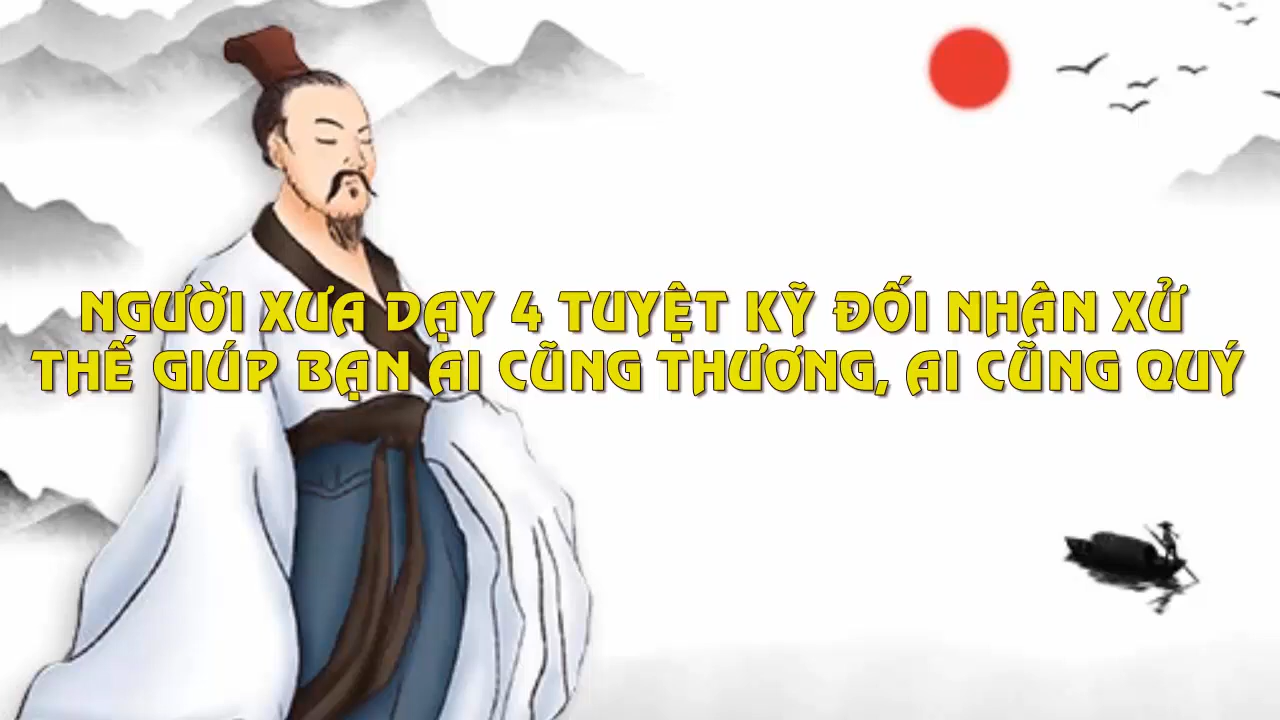 NGƯỜI XƯA DẠY 4 TUYỆT KỸ ĐỐI NHÂN XỬ
THẾ GIÚP BẠN AI CŨNG THƯƠNG, AI CŨNG QUÝ